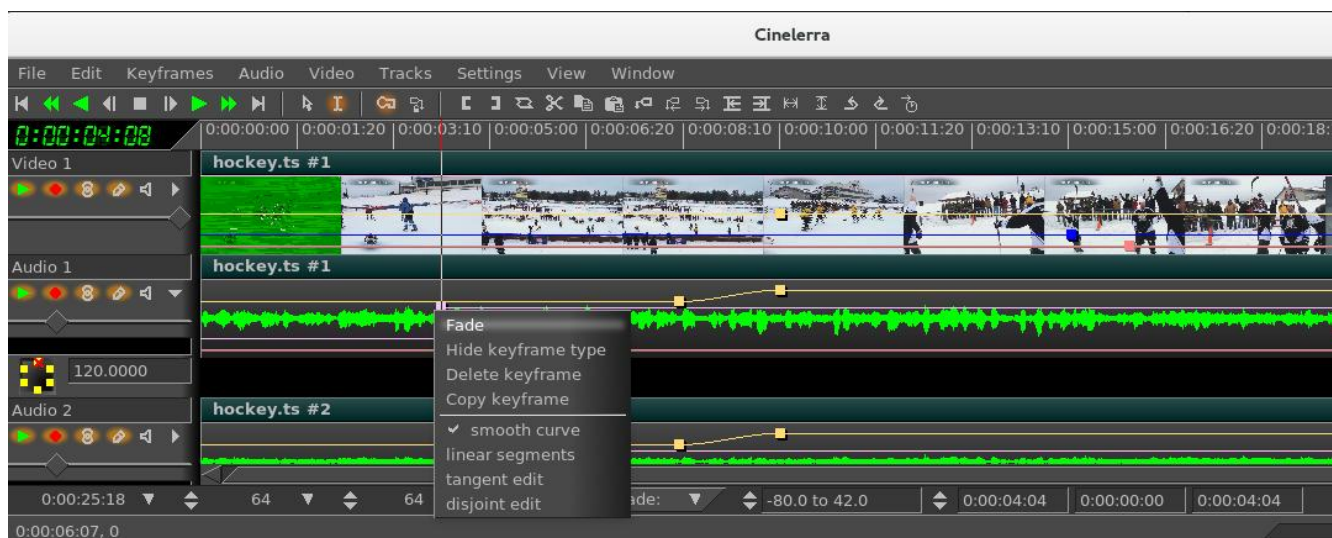 Cinelerra
File Edit Keyframes Audio Video Tracks Settings View Window
0:00:04:08 0:00:00:00 0:00:01:20 0:00:03:10 0:00:05:00 0:00:06:20 0:00:08:10 0:00:10:00 0:00:11:20 0:00:13:10 0:00:15:00 0:00:16:20 0:00:18:
Video 1 hockey.ts #1
Audio 1 hockey.ts #1
Fade
Hide keyframe type
120.0000
Delete keyframe
Copy keyframe
Audio 2 hockey.ts #2
smooth curve
linear segments
tangent edit
disjoint edit
0:00:25:18 64 64 ade: -80.0 to 42.0 0:00:04:04 0:00:00:00 0:00:04:04
0:00:06:07, 0